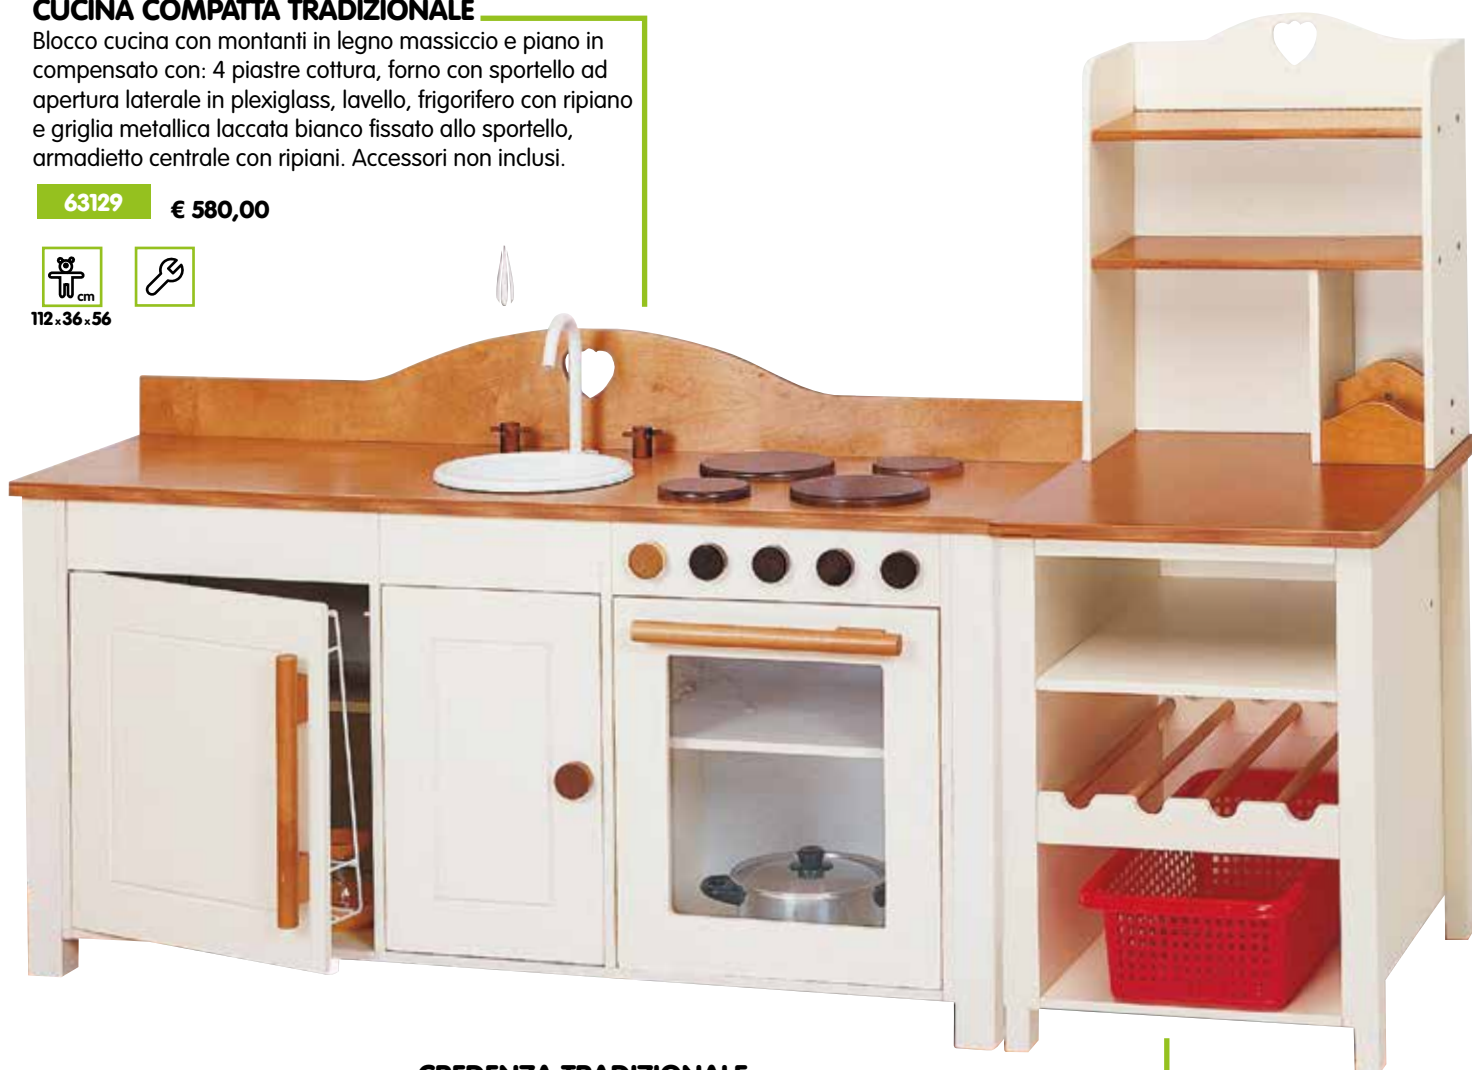 CUCINA COMPATTA TRADIZIONALE
Blocco cucina con montanti in legno massiccio e piano in
compensato con: 4 piastre cottura, forno con sportello ad
apertura laterale in plexiglass, lavello, frigorifero con ripiano
e griglia metallica laccata bianco fissato allo sportello,
armadietto centrale con ripiani. Accessori non inclusi.
63129 € 580,00
cm
112x36x56
CREDENZA TRADIZIONALE